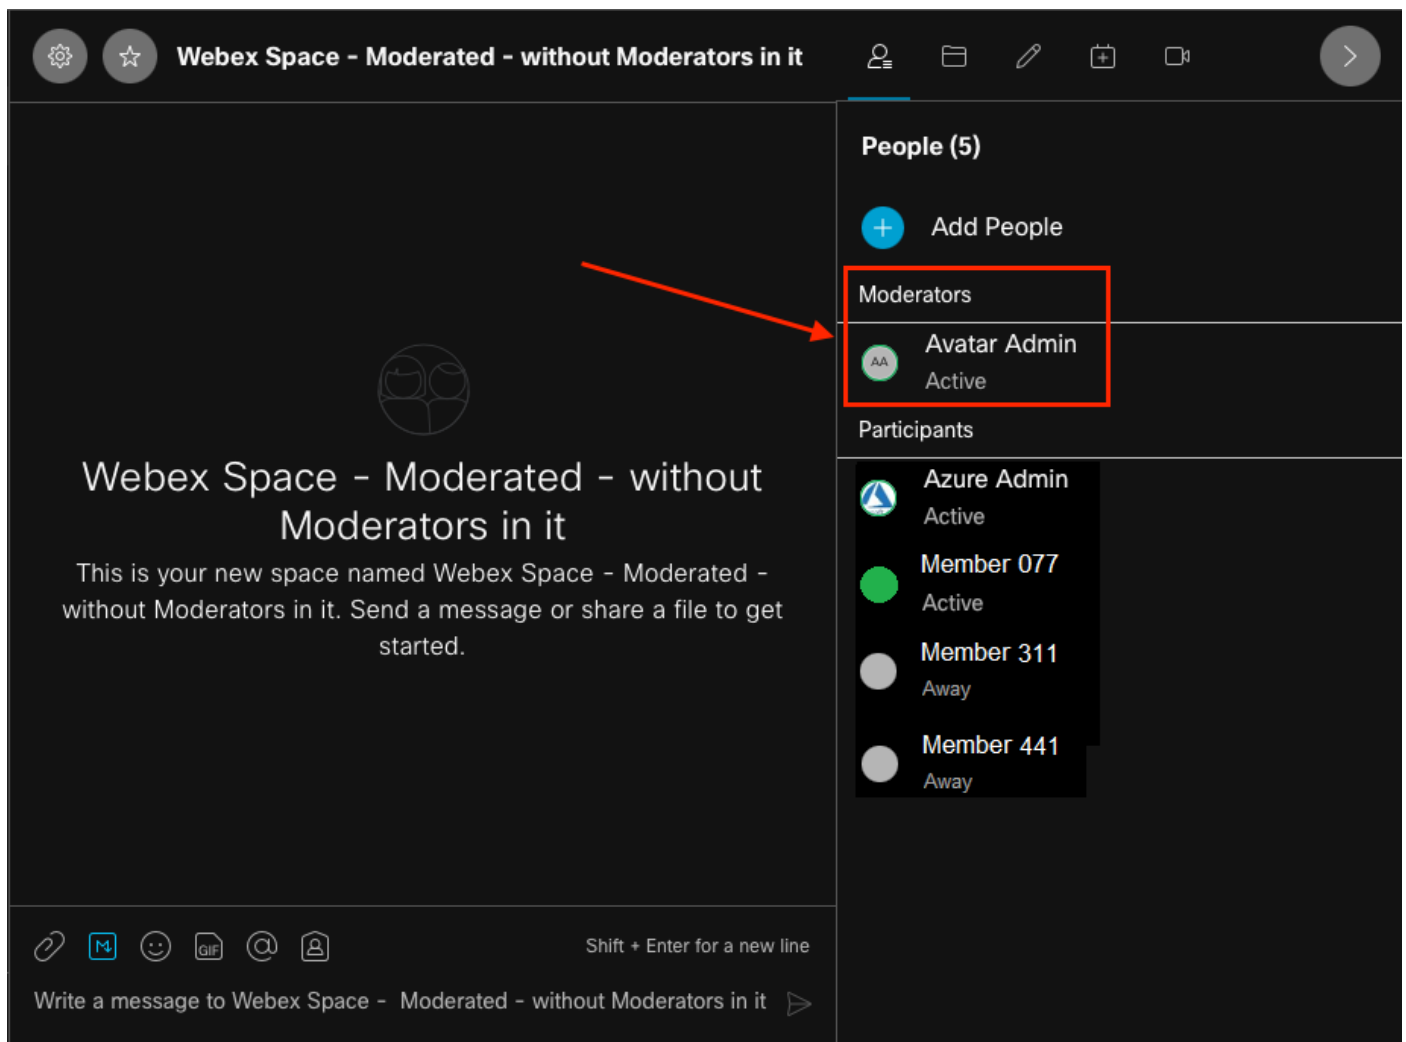 Webex Space - Moderated - without Moderators in it
People (5)
Add People
Moderators
AA
Avatar Admin
Active
Participants
Azure Admin
Active
Member 077
Active
Member 311
Away
Member 441
Away
Webex Space - Moderated - without
Moderators in it
This is your new space named Webex Space - Moderated -
without Moderators in it. Send a message or share a file to get
started.
M
GIF
@
Shift + Enter for a new line
Write a message to Webex Space -  Moderated - without Moderators in it